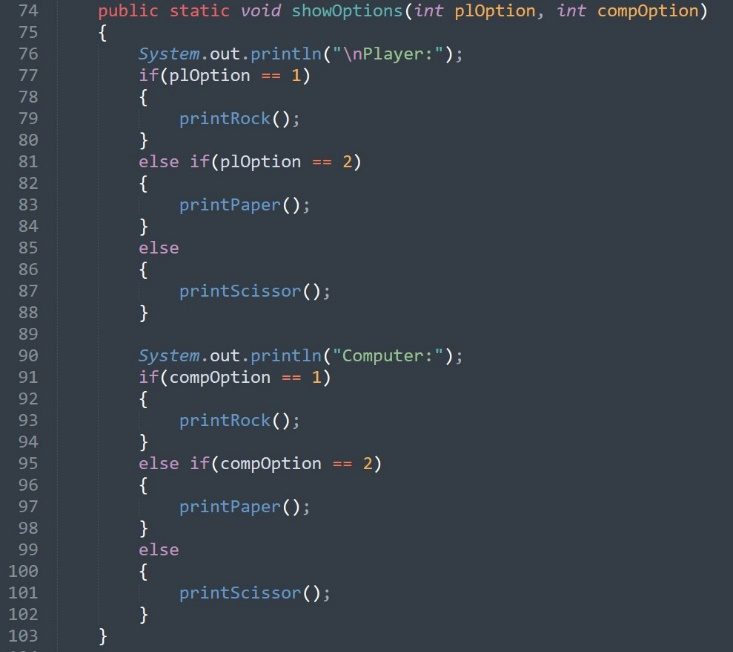 74 public static void showOptions(int plOption, int compOption)
75 {
76 System.out.println("\nPlayer:");
77 if(plOption == 1)
78 {
79 printRock();
80 }
81 else if(plOption == 2)
82 {
83 printPaper();
84 }
85 else
86 {
87 printScissor();
88 }
89
90 System.out.println("Computer:");
91 if(compOption == 1)
92 {
93 printRock();
94 }
95 else if(compOption == 2)
96 {
97 printPaper();
98 }
99 else
100 {
101 printScissor();
102 }
103 }